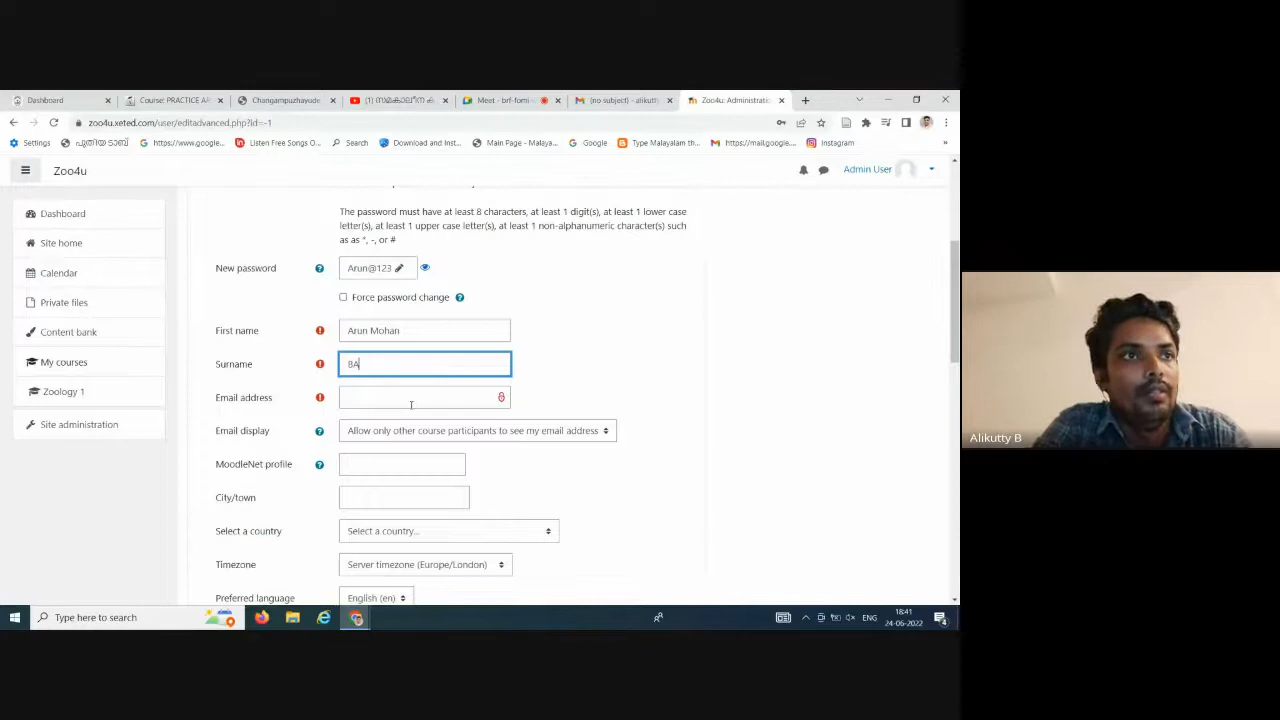 Dashboard
Course: PRACTICE AF
Changampuzhayude
(1) സമകാലീന ക
Meet - brf-fomi
(no subject) - alikutt
Zoo4u: Administratio
zoo4u.xeted.com/user/editadvanced.php?id=-1
Settings
പുതിയ ടാബ്
https://www.google...
Listen Free Songs O...
Search
Download and Inst...
Main Page - Malaya...
Google
Type Malayalam th...
https://mail.google....
Instagram
»
Zoo4u
Admin User
Dashboard
Site home
Calendar
Private files
Content bank
My courses
Zoology 1
Site administration
The password must have at least 8 characters, at least 1 digit(s), at least 1 lower case
letter(s), at least 1 upper case letter(s), at least 1 non-alphanumeric character(s) such
as as *, -, or #
New password
Arun@123
Force password change
First name
Arun Mohan
Surname
BA
Email address
Email display
Allow only other course participants to see my email address
MoodleNet profile
City/town
Select a country
Select a country...
Timezone
Server timezone (Europe/London)
Preferred language
English (en)
Type here to search
ENG
18:41
24-06-2022
4
Alikutty B